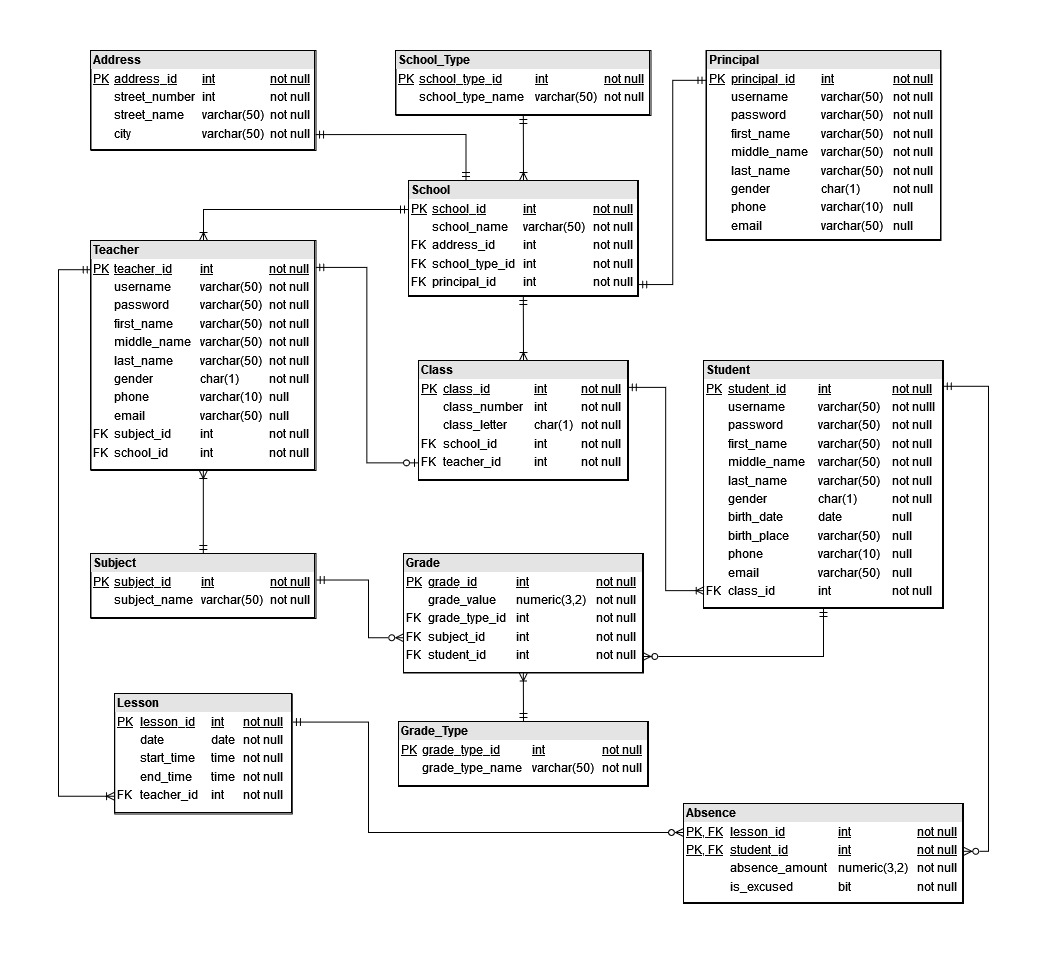 Address
PK address_id int not null
street_number int not null
street_name varchar(50) not null
city varchar(50) not null
School_Type
PK school_type_id int not null
school_type_name varchar(50) not null
Principal
PK principal_id int not null
username varchar(50) not null
password varchar(50) not null
first_name varchar(50) not null
middle_name varchar(50) not null
last_name varchar(50) not null
gender char(1) not null
phone varchar(10) null
email varchar(50) null
School
PK school_id int not null
school_name varchar(50) not null
FK address_id int not null
FK school_type_id int not null
FK principal_id int not null
Teacher
PK teacher_id int not null
username varchar(50) not null
password varchar(50) not null
first_name varchar(50) not null
middle_name varchar(50) not null
last_name varchar(50) not null
gender char(1) not null
phone varchar(10) null
email varchar(50) null
FK subject_id int not null
FK school_id int not null
Class
PK class_id int not null
class_number int not null
class_letter char(1) not null
FK school_id int not null
FK teacher_id int not null
Student
PK student_id int not null
username varchar(50) not nulll
password varchar(50) not null
first_name varchar(50) not null
middle_name varchar(50) not null
last_name varchar(50) not null
gender char(1) not null
birth_date date null
birth_place varchar(50) null
phone varchar(10) null
email varchar(50) null
FK class_id int not null
Subject
PK subject_id int not null
subject_name varchar(50) not null
Grade
PK grade_id int not null
grade_value numeric(3,2) not null
FK grade_type_id int not null
FK subject_id int not null
FK student_id int not null
Lesson
PK lesson_id int not null
date date not null
start_time time not null
end_time time not null
FK teacher_id int not null
Grade_Type
PK grade_type_id int not null
grade_type_name varchar(50) not null
Absence
PK, FK lesson_id int not null
PK, FK student_id int not null
absence_amount numeric(3,2) not null
is_excused bit not null